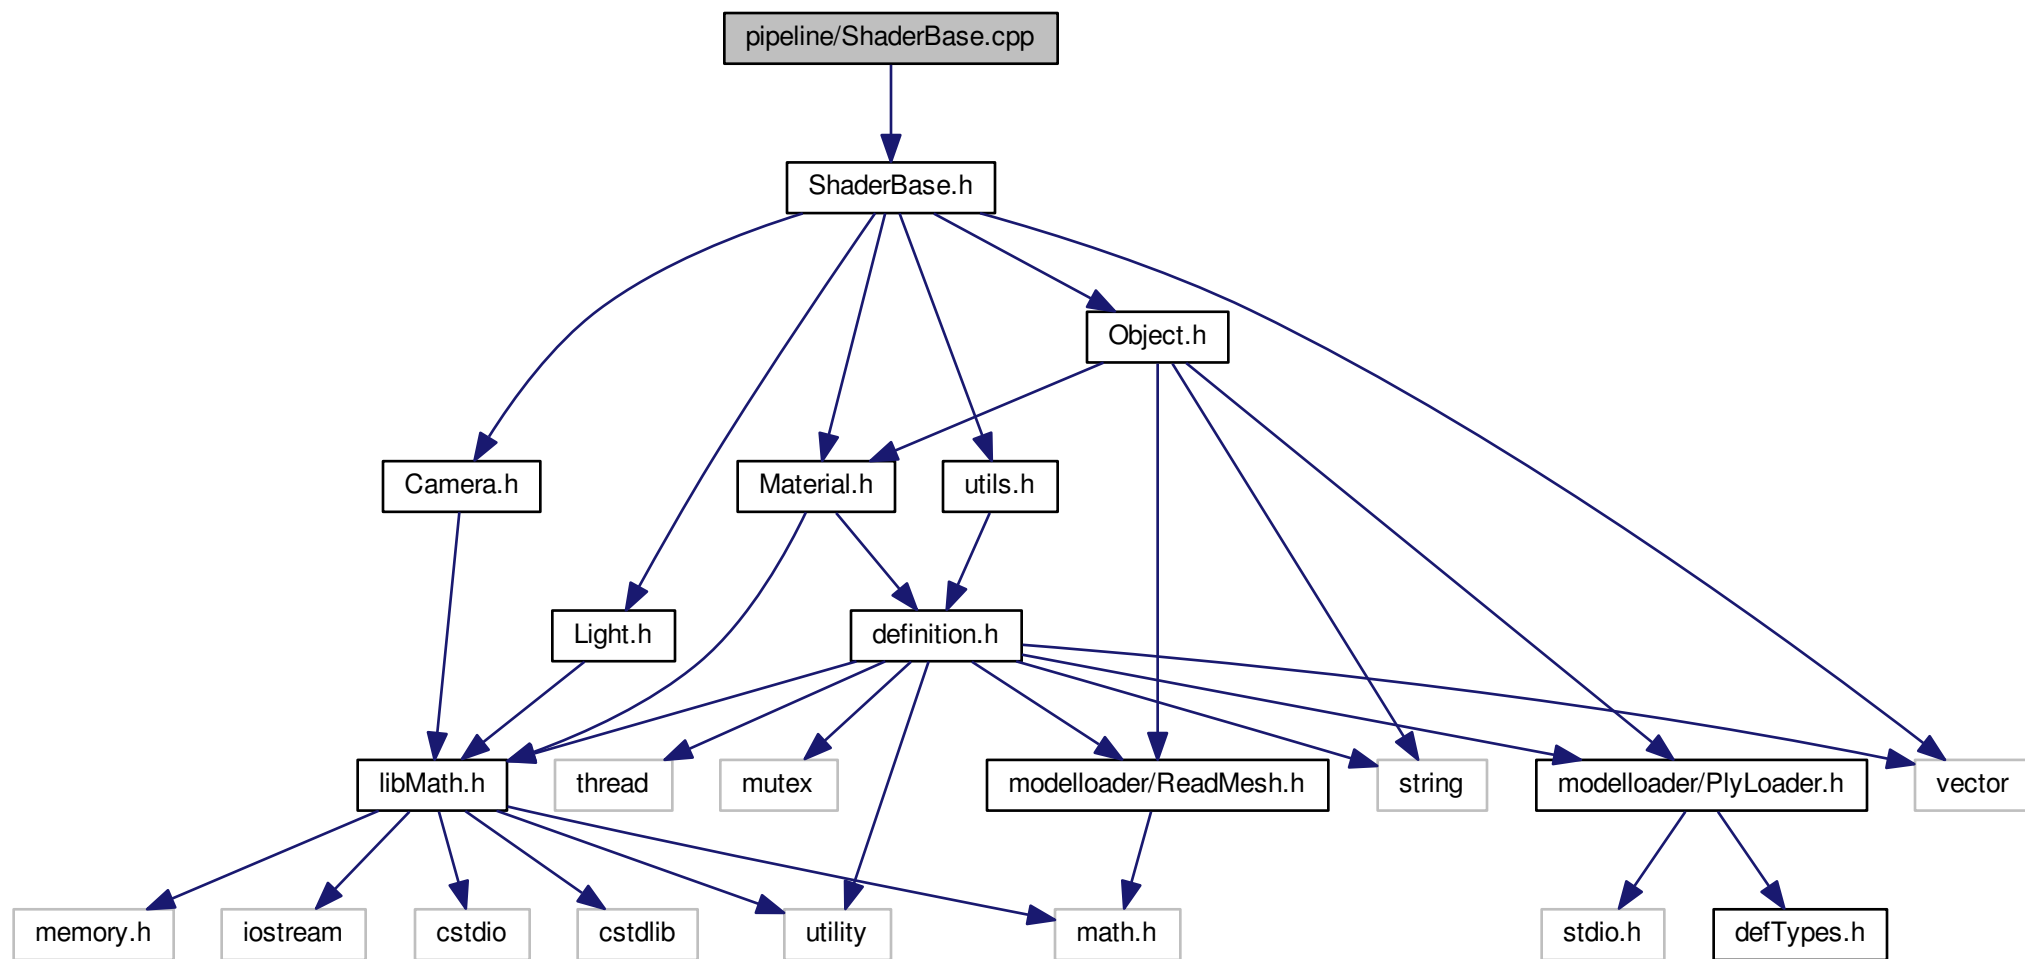 pipeline/ShaderBase.cpp
ShaderBase.h
Object.h
Camera.h
Material.h
utils.h
Light.h
definition.h
libMath.h
thread
mutex
modelloader/ReadMesh.h
string
modelloader/PlyLoader.h
vector
memory.h
iostream
cstdio
cstdlib
utility
math.h
stdio.h
defTypes.h